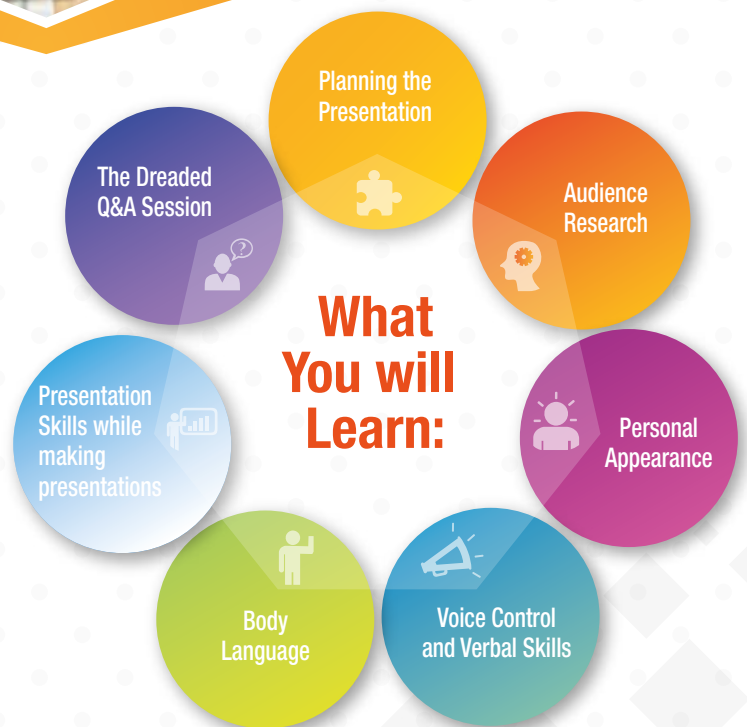 Planning the
Presentation
Audience
Research
Personal
Appearance
Voice Control
and Verbal Skills
Body
Language
Presentation
Skills while
making
presentations
The Dreaded
Q&A Session
?
What
You will
Learn: